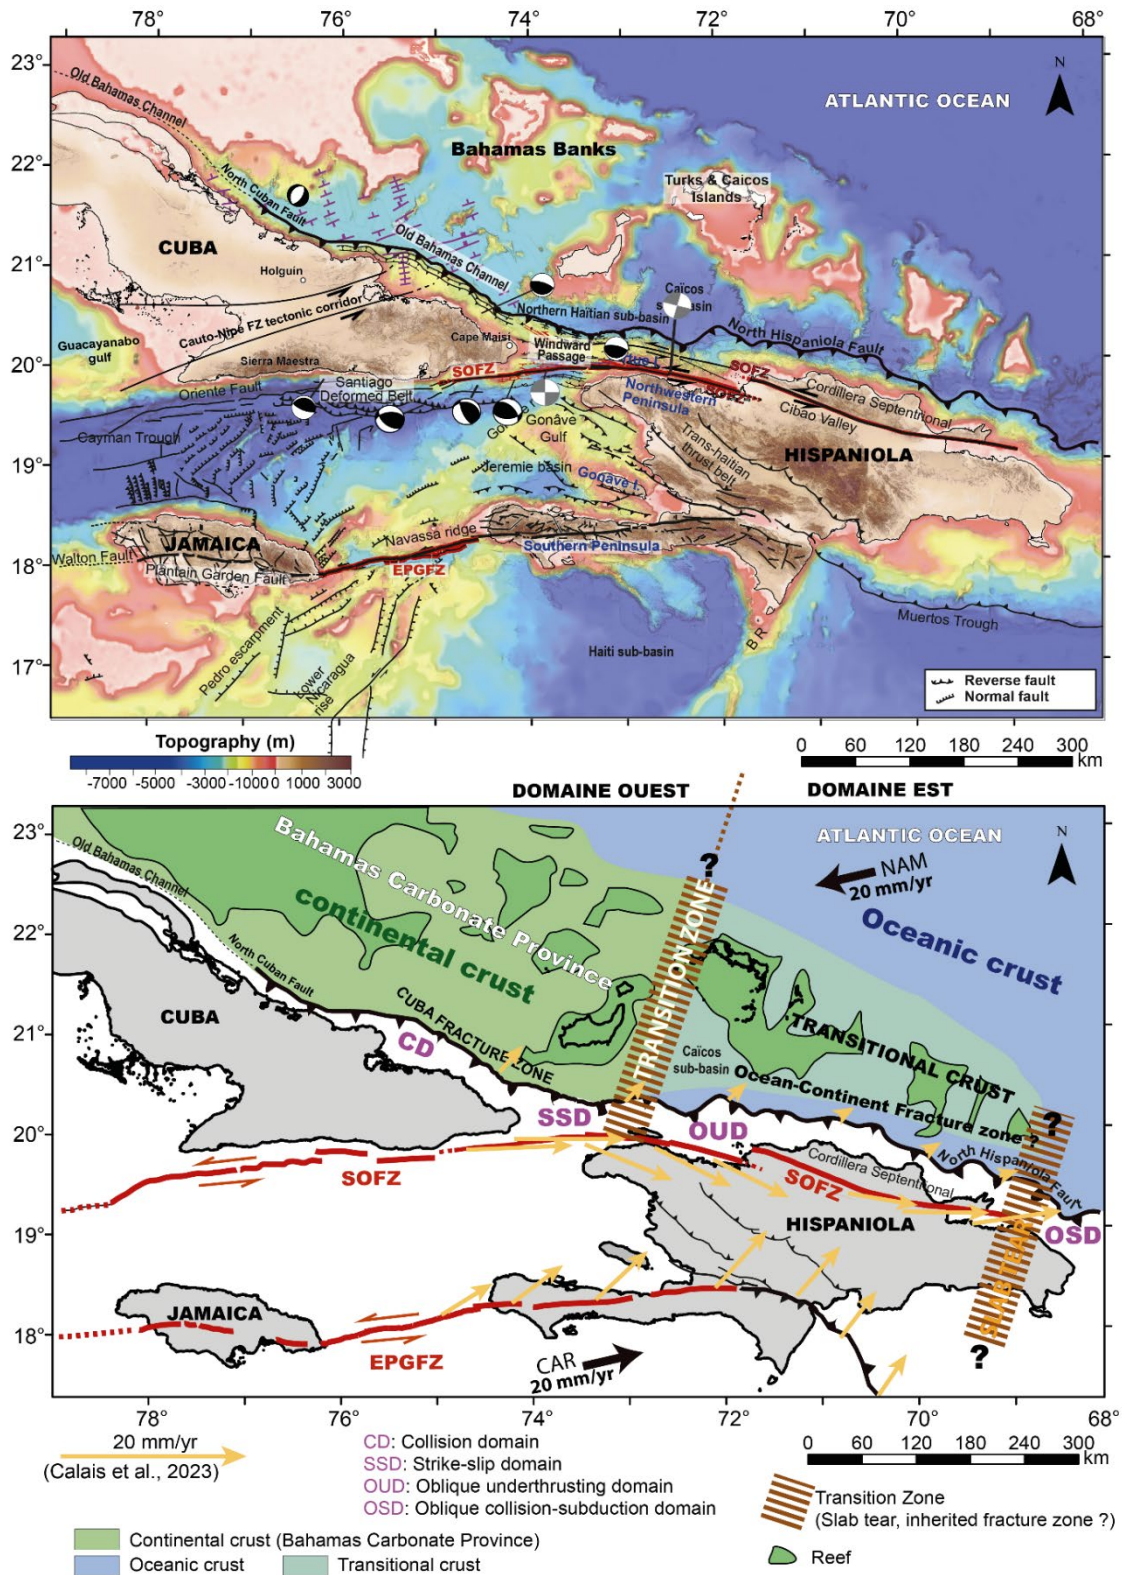 78° 76° 74° 72° 70° 68°
23°
22°
21°
20°
19°
18°
17°
N
ATLANTIC OCEAN
Old Bahamas Channel
Bahamas Banks
Turks & Caicos
Islands
North Cuban Fault
CUBA
Old Bahamas Channel
Holguin
Caïcos
Northern Haitian sub-basin
North Hispaniola Fault
Cauto-Nipe FZ tectonic corridor
Guacayanabo
gulf
Cape Maisi
Windward
Passage
Sierra Maestra
SOFZ
SOFZ
Oriente Fault
Santiago
Deformed Belt
Northwestern
Peninsula
Cordillera Septentrional
Cibao Valley
Cayman Trough
Gonâve
Gulf
Trans-haitian
thrust belt
HISPANIOLA
Jeremie basin
Gonave I.
Navassa ridge
JAMAICA
Walton Fault
Plantain Garden Fault
EPGFZ
Southern Peninsula
Muertos Trough
Pedro escarpment
Lower
Nicaragua
rise
Haiti sub-basin
B.R.
Reverse fault
Normal fault
Topography (m)
-7000 -5000 -3000 -1000 0 1000 3000
0 60 120 180 240 300
km
DOMAINE OUEST DOMAINE EST
23°
22°
21°
20°
19°
18°
N
ATLANTIC OCEAN
Old Bahamas Channel
Bahamas Carbonate Province
continental crust
?
NAM
20 mm/yr
Oceanic crust
TRANSITION ZONE
North Cuban Fault
CUBA
CUBA FRACTURE ZONE
CD
TRANSITIONAL CRUST
Caïcos
sub-basin
Ocean-Continent Fracture zone ?
?
SSD
OUD
North Hispaniola Fault
SOFZ
Cordillera Septentrional
SOFZ
HISPANIOLA
OSD
SLAB TEAR
?
JAMAICA
EPGFZ
CAR
20 mm/yr
78° 76° 74° 72° 70° 68°
20 mm/yr
(Calais et al., 2023)
CD: Collision domain
SSD: Strike-slip domain
OUD: Oblique underthrusting domain
OSD: Oblique collision-subduction domain
0 60 120 180 240 300
km
Transition Zone
(Slab tear, inherited fracture zone ?)
Reef
Continental crust (Bahamas Carbonate Province)
Oceanic crust
Transitional crust